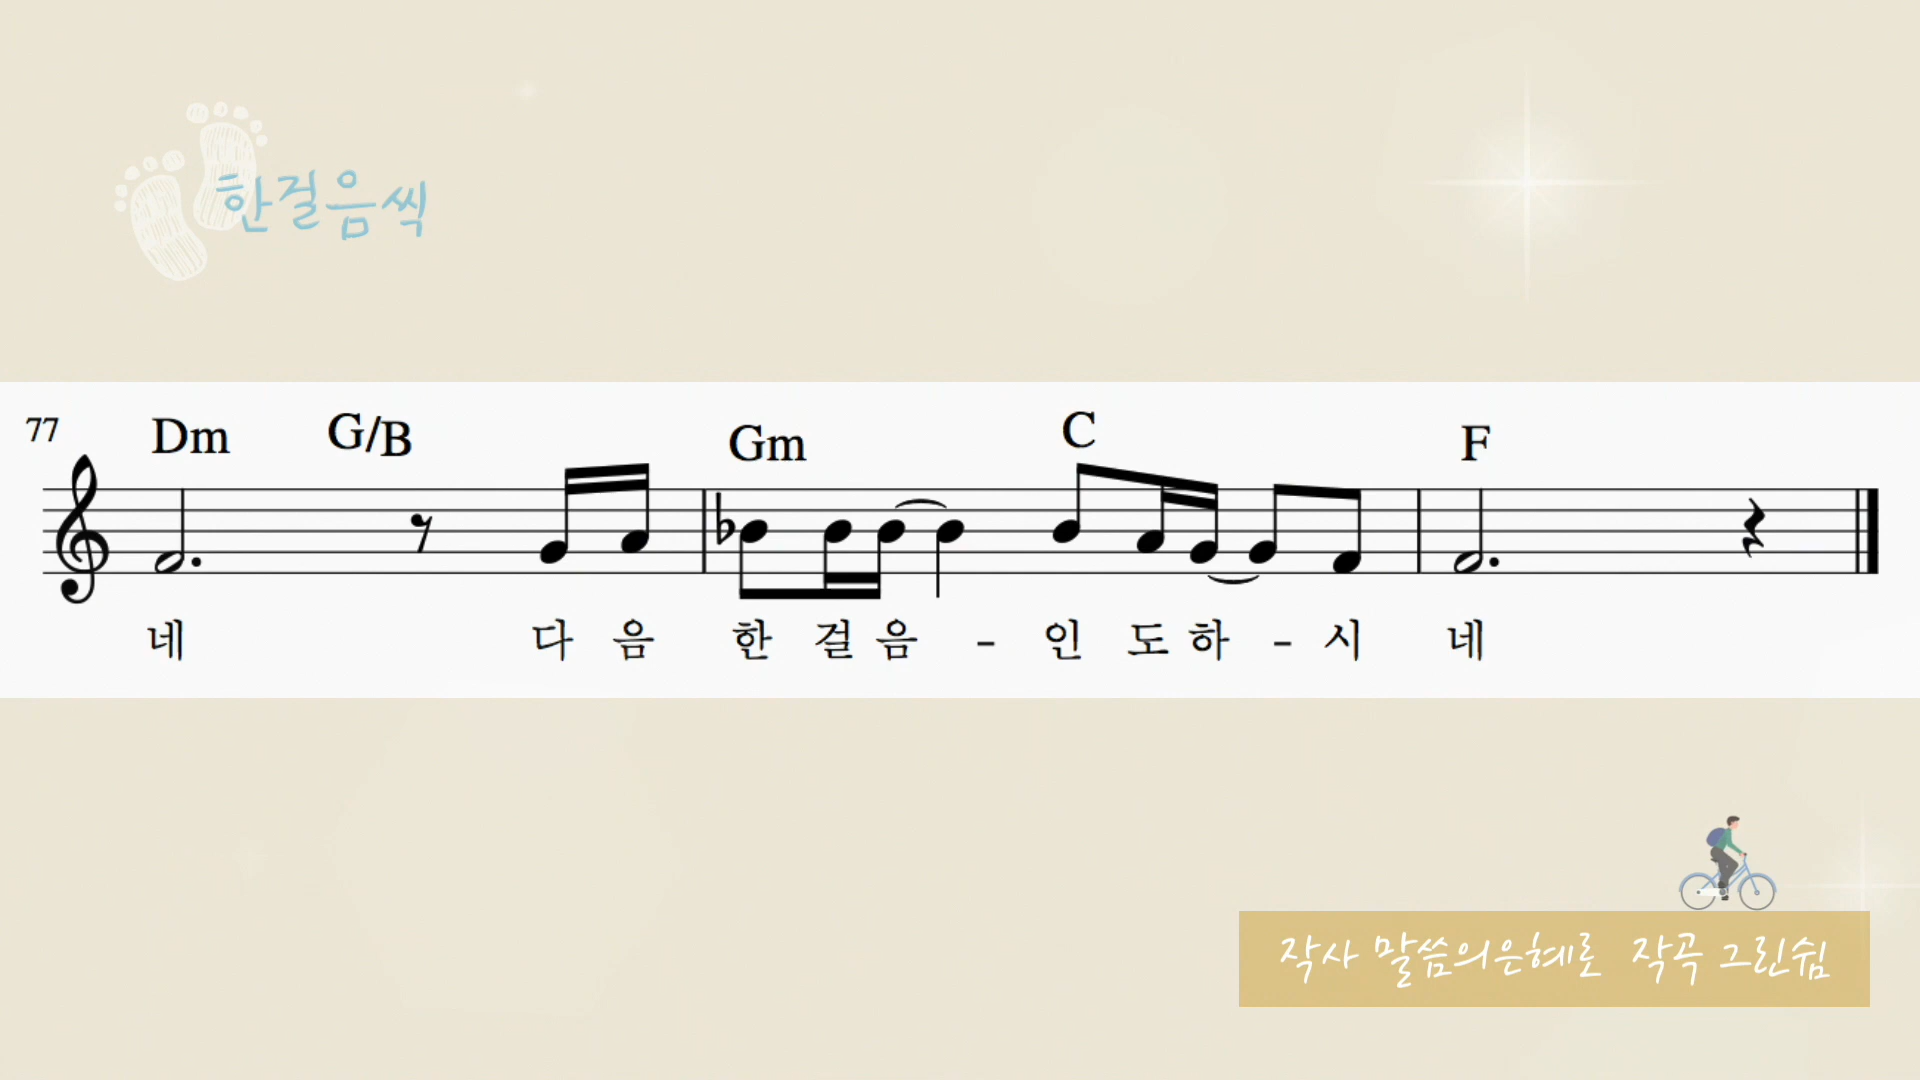 한걸음씩
77 Dm G/B Gm C F
네 다 음 한 걸 음 - 인 도 하 - 시 네
작사 말씀의은혜로 작곡 그린쉼